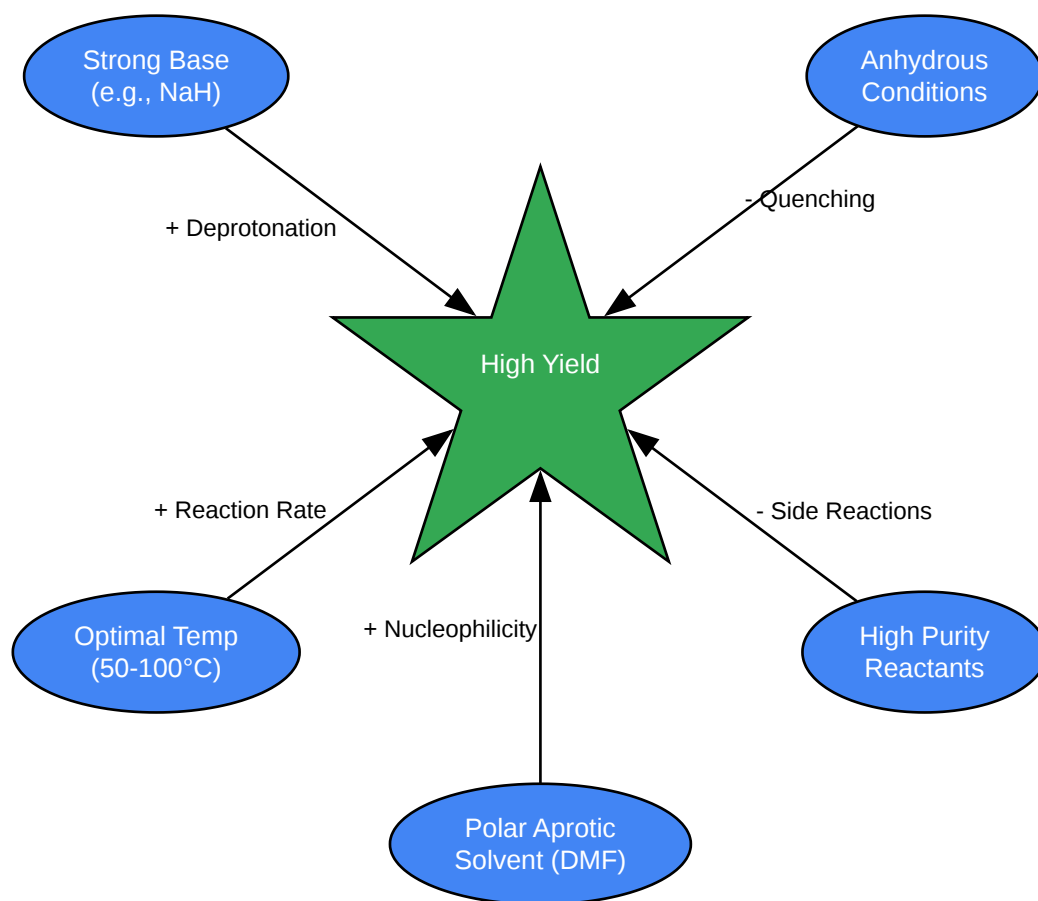 Strong Base
(e.g., NaH)
Anhydrous
Conditions
+ Deprotonation
- Quenching
High Yield
+ Reaction Rate
- Side Reactions
+ Nucleophilicity
Optimal Temp
(50-100°C)
High Purity
Reactants
Polar Aprotic
Solvent (DMF)